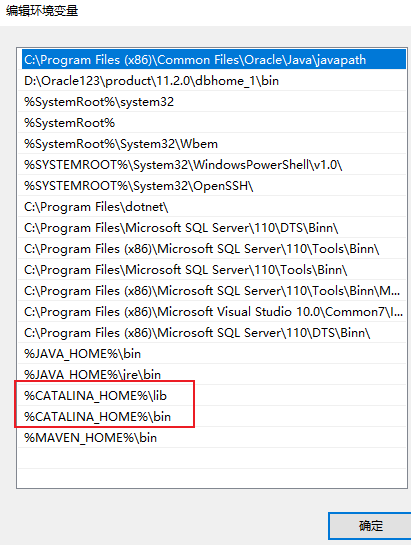 编辑环境变量
C:\Program Files (x86)\Common Files\Oracle\Java\javapath
D:\Oracle123\product\11.2.0\dbhome_1\bin
%SystemRoot%\system32
%SystemRoot%
%SystemRoot%\System32\Wbem
%SYSTEMROOT%\System32\WindowsPowerShell\v1.0\
%SYSTEMROOT%\System32\OpenSSH\
C:\Program Files\dotnet\
C:\Program Files\Microsoft SQL Server\110\DTS\Binn\
C:\Program Files (x86)\Microsoft SQL Server\110\Tools\Binn\
C:\Program Files\Microsoft SQL Server\110\Tools\Binn\
C:\Program Files (x86)\Microsoft SQL Server\110\Tools\Binn\M...
C:\Program Files (x86)\Microsoft Visual Studio 10.0\Common7\I...
C:\Program Files (x86)\Microsoft SQL Server\110\DTS\Binn\
%JAVA_HOME%\bin
%JAVA_HOME%\jre\bin
%CATALINA_HOME%\lib
%CATALINA_HOME%\bin
%MAVEN_HOME%\bin
确定